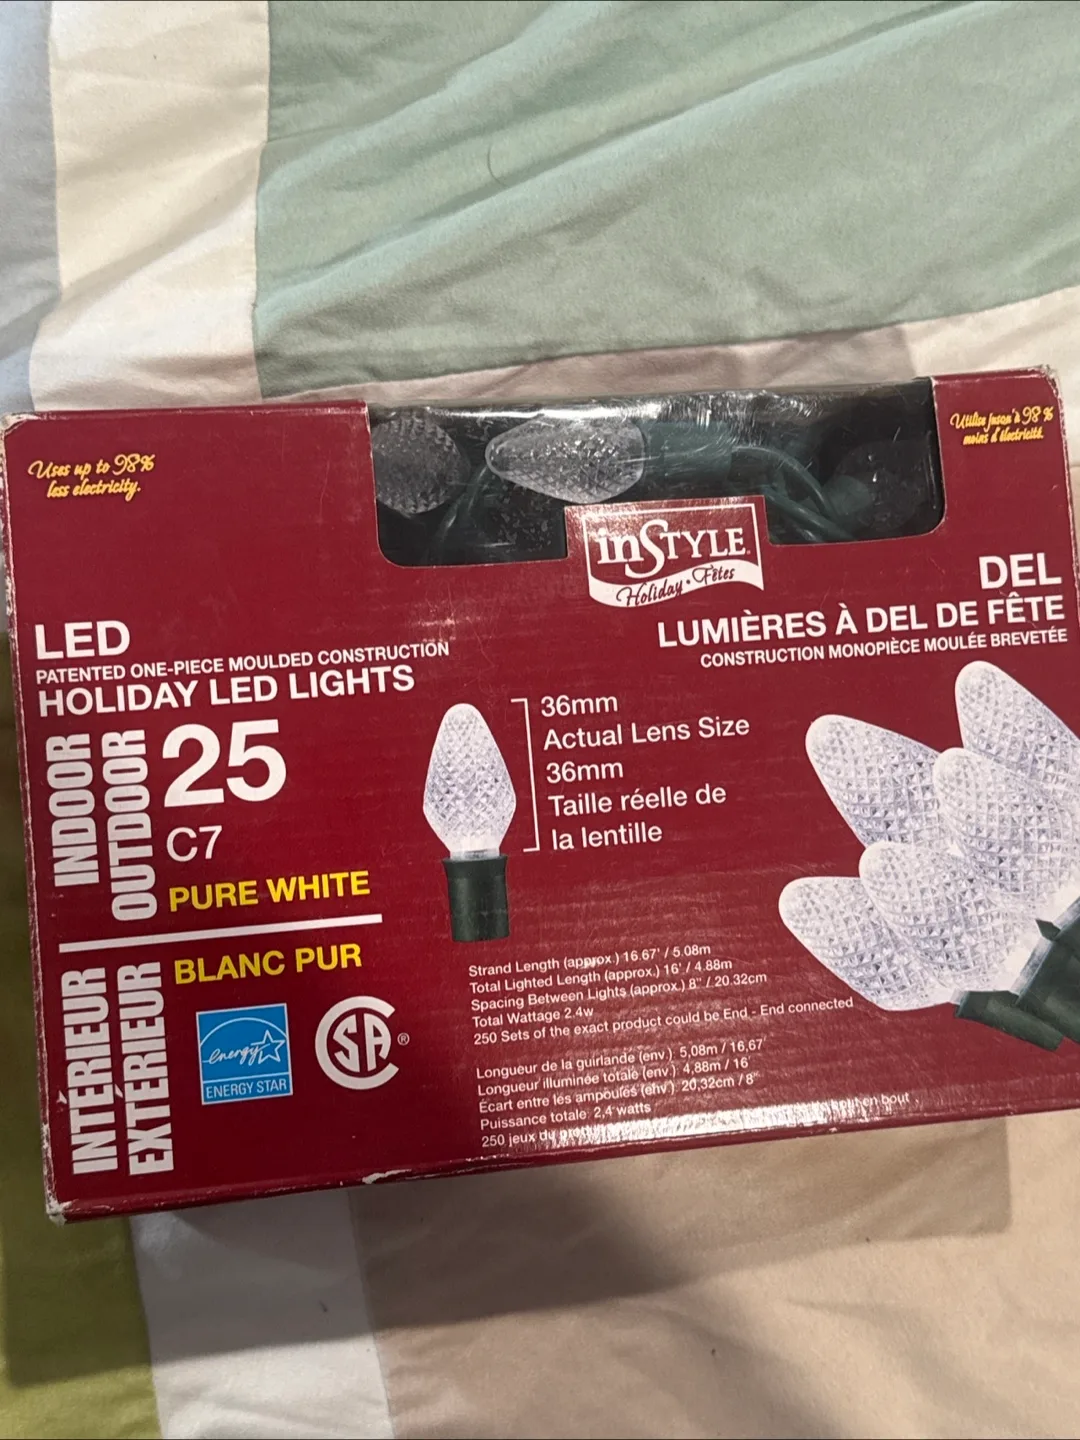 Uses up to 98%
less electricity.
Utilise jusqu'à 98%
moins d'électricité.
inSTYLE
Holiday • Fêtes
LED
PATENTED ONE-PIECE MOULDED CONSTRUCTION
HOLIDAY LED LIGHTS
DEL
LUMIÈRES À DEL DE FÊTE
CONSTRUCTION MONOPIÈCE MOULÉE BREVETÉE
INDOOR
OUTDOOR
25
C7
PURE WHITE
36mm
Actual Lens Size
36mm
Taille réelle de
la lentille
INTÉRIEUR
EXTÉRIEUR
BLANC PUR
energy
ENERGY STAR
CSA®
Strand Length (approx.) 16.67' / 5.08m
Total Lighted Length (approx.) 16' / 4.88m
Spacing Between Lights (approx.) 8" / 20.32cm
Total Wattage 2.4w
250 Sets of the exact product could be End - End connected
Longueur de la guirlande (env.) 5,08m / 16,67'
Longueur illuminée totale (env.) 4,88m / 16'
Écart entre les ampoules (env.) 20,32cm / 8"
Puissance totale 2,4 watts
250 jeux du bout en bout